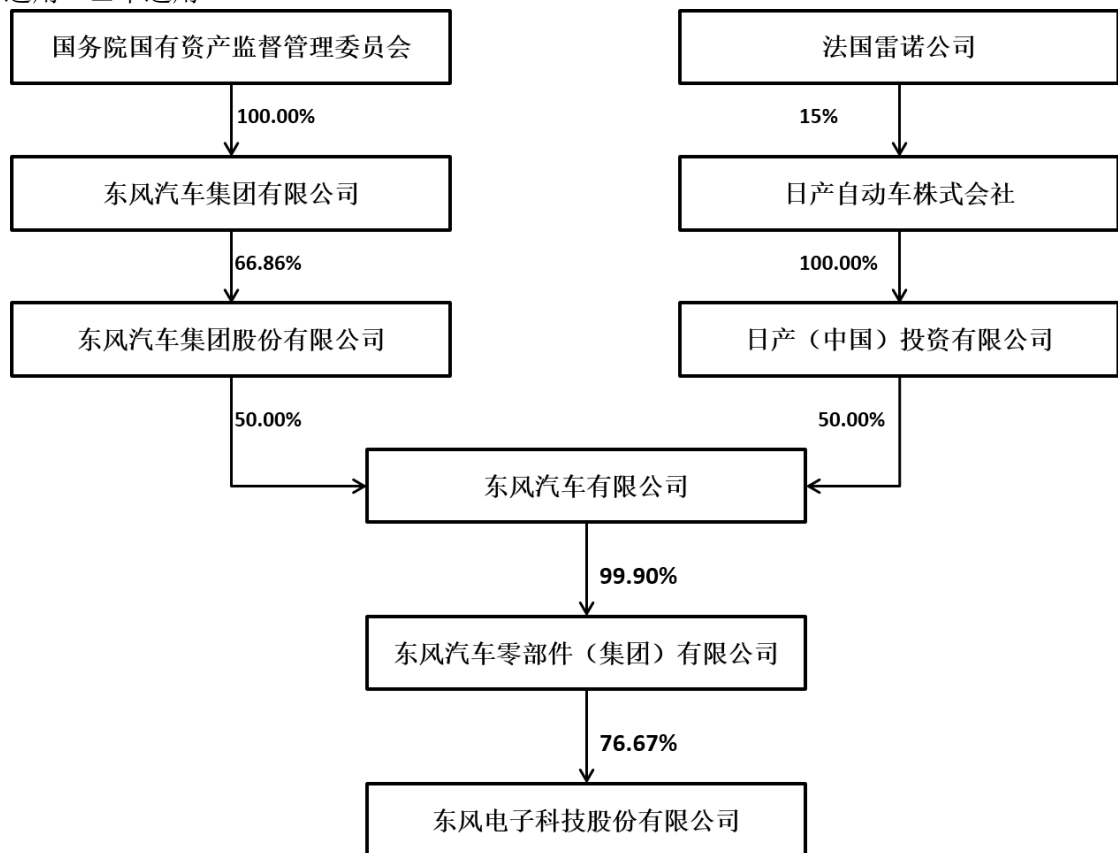 国务院国有资产监督管理委员会
法国雷诺公司
100.00%
15%
东风汽车集团有限公司
日产自动车株式会社
66.86%
100.00%
东风汽车集团股份有限公司
日产（中国）投资有限公司
50.00%
50.00%
东风汽车有限公司
99.90%
东风汽车零部件（集团）有限公司
76.67%
东风电子科技股份有限公司